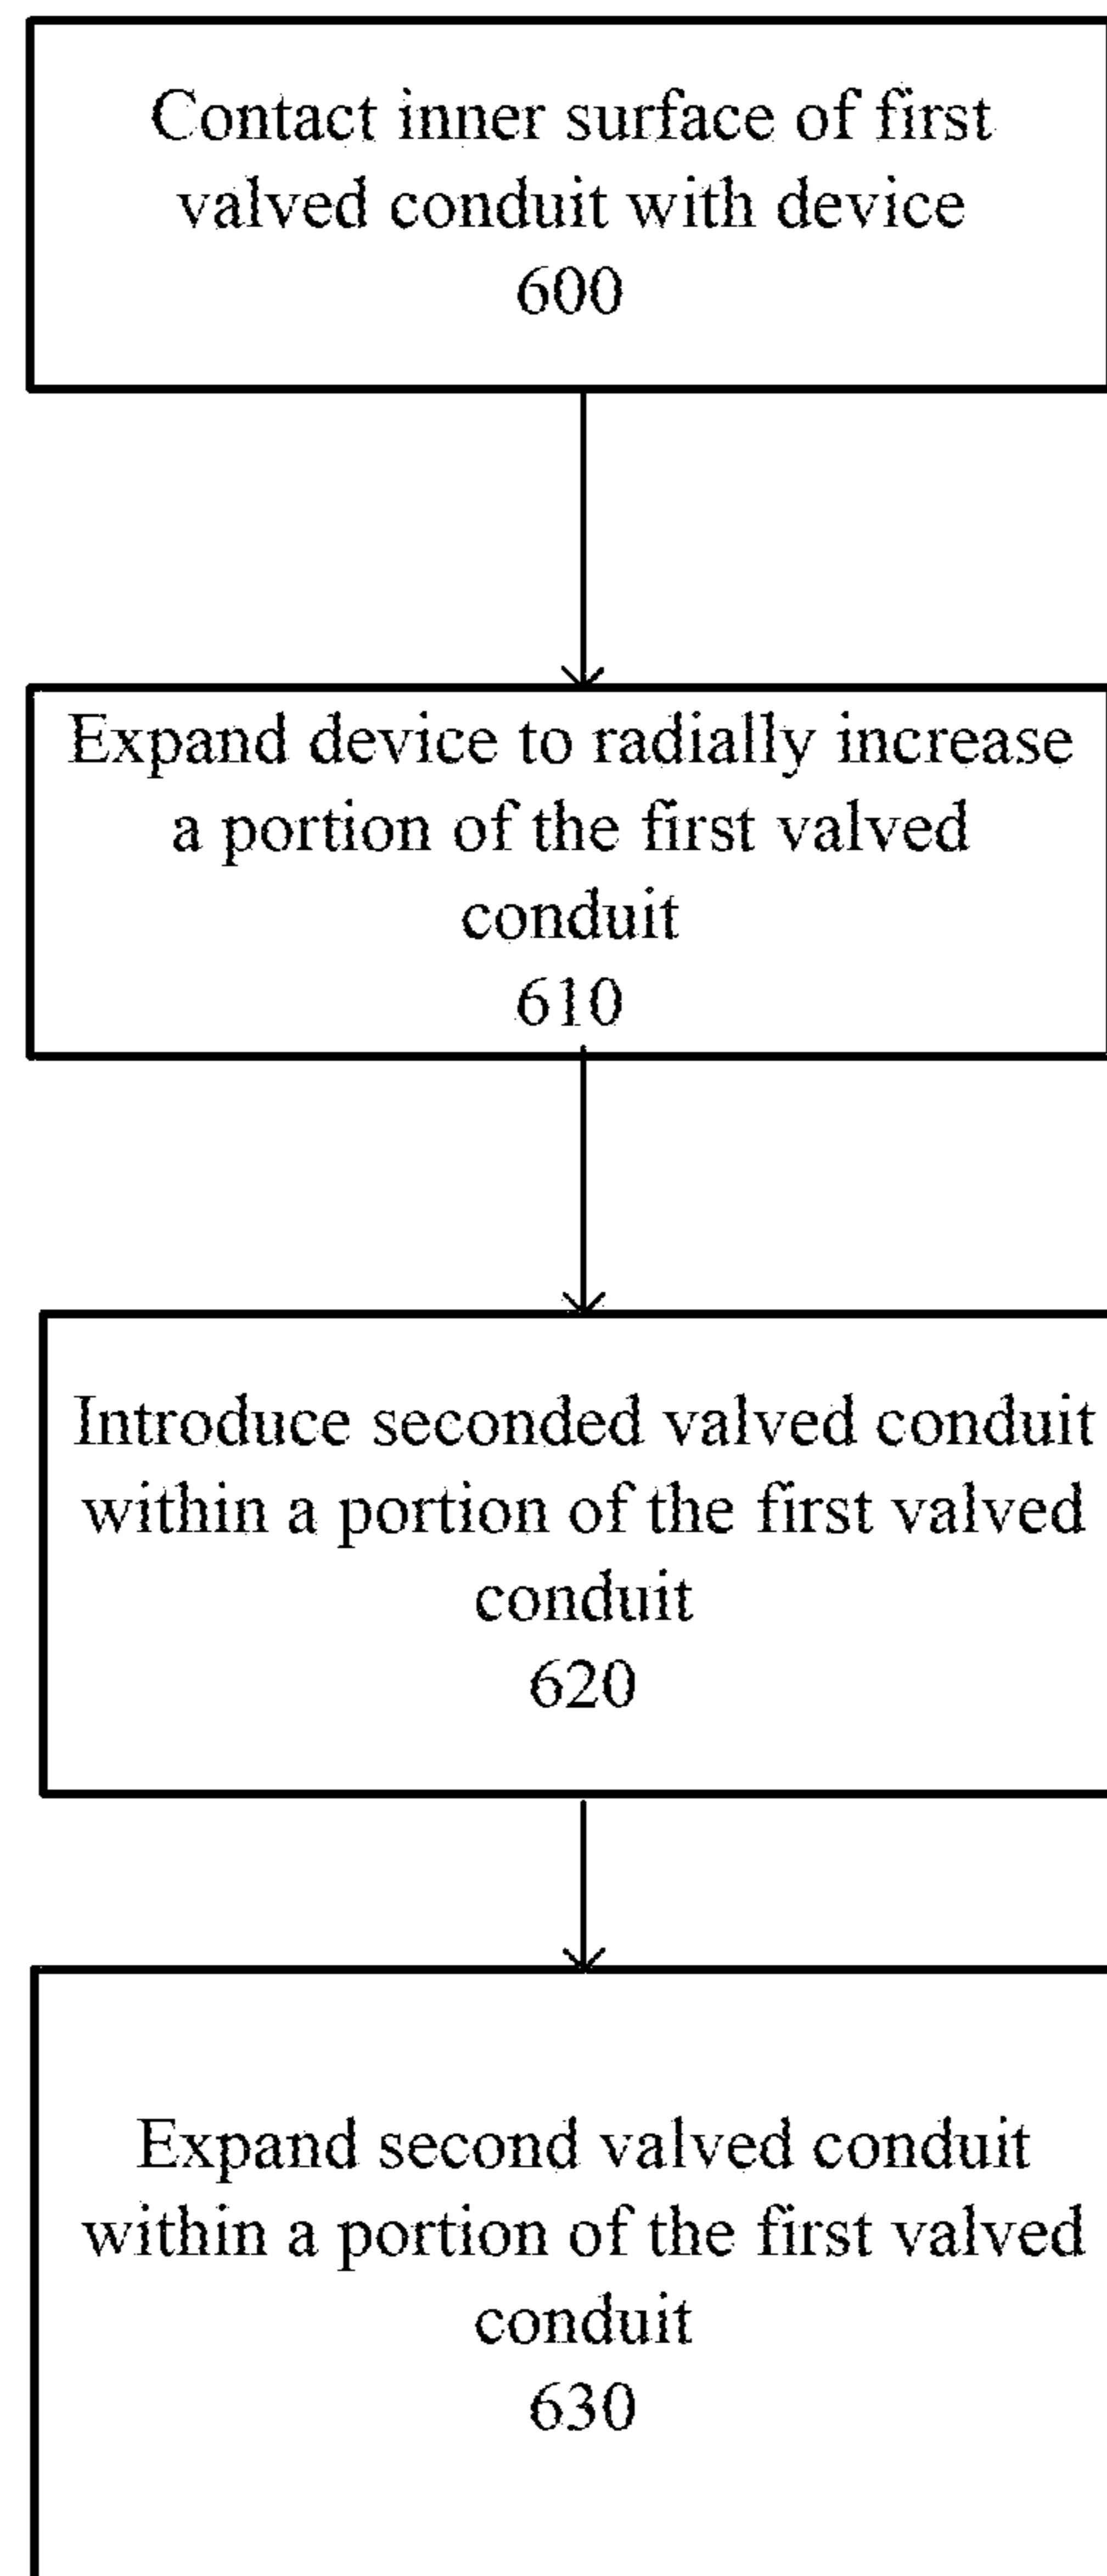 Contact inner surface of first
valved conduit with device
600
Expand device to radially increase
a portion of the first valved
conduit
610
Introduce seconded valved conduit
within a portion of the first valved
conduit
620
Expand second valved conduit
within a portion of the first valved
conduit
630